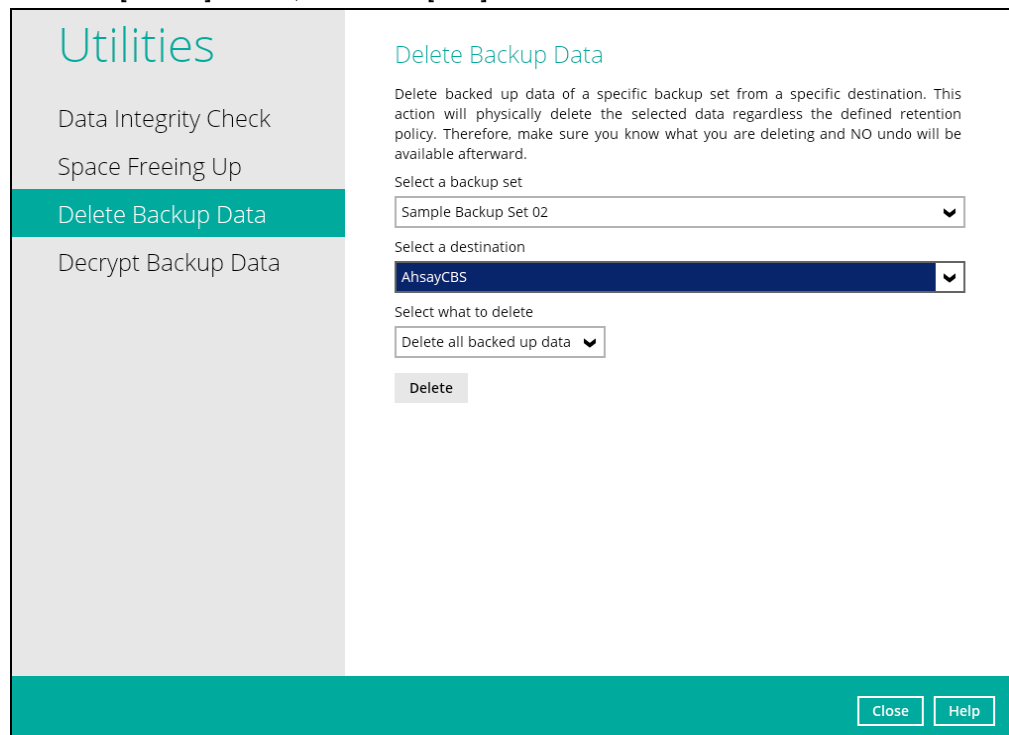 Utilities
Data Integrity Check
Space Freeing Up
Delete Backup Data
Decrypt Backup Data
Delete Backup Data
Delete backed up data of a specific backup set from a specific destination. This
action will physically delete the selected data regardless the defined retention
policy. Therefore, make sure you know what you are deleting and NO undo will be
available afterward.
Select a backup set
Sample Backup Set 02
Select a destination
AhsayCBS
Select what to delete
Delete all backed up data
Delete
Close
Help